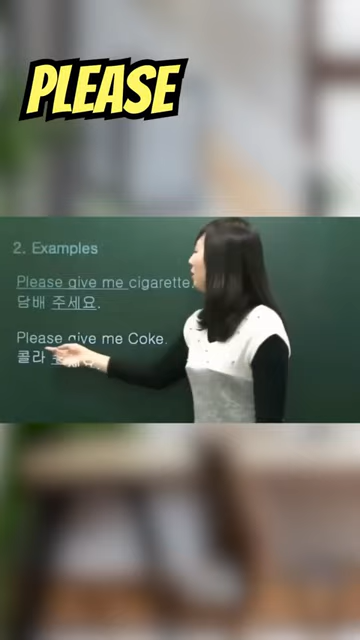 PLEASE
2. Examples
Please give me cigarette
담배 주세요.
Please give me Coke.
콜라